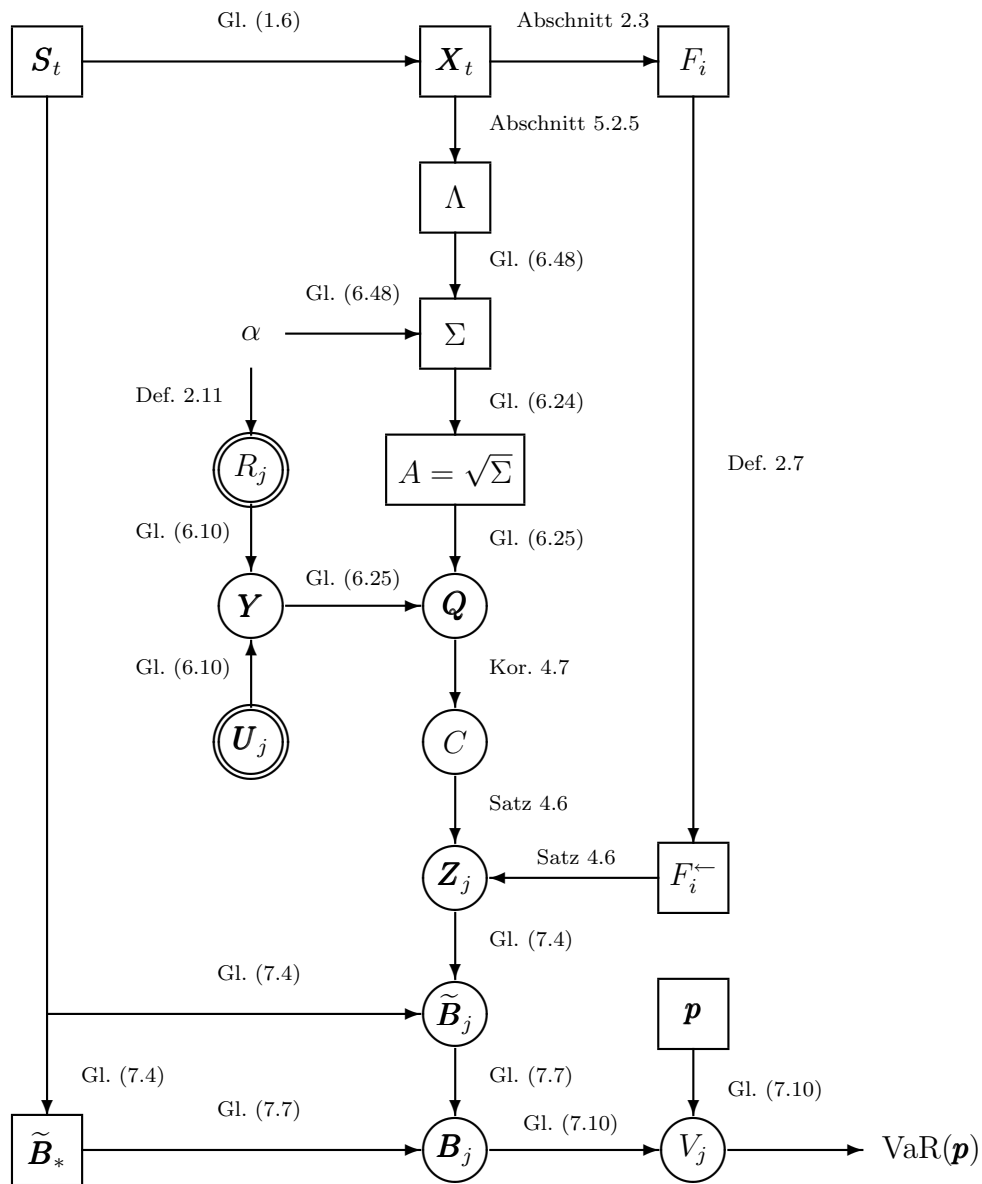 Gl. (1.6)
Abschnitt 2.3
S_t
X_t
F_i
Abschnitt 5.2.5
Λ
Gl. (6.48)
Gl. (6.48)
α
Σ
Def. 2.11
Gl. (6.24)
R_j
A = √Σ
Def. 2.7
Gl. (6.10)
Gl. (6.25)
Gl. (6.25)
Y
Q
Gl. (6.10)
Kor. 4.7
U_j
C
Satz 4.6
Satz 4.6
Z_j
F_i^←
Gl. (7.4)
Gl. (7.4)
B̃_j
p
Gl. (7.4)
Gl. (7.7)
Gl. (7.10)
Gl. (7.7)
Gl. (7.10)
B̃_*
B_j
V_j
VaR(p)